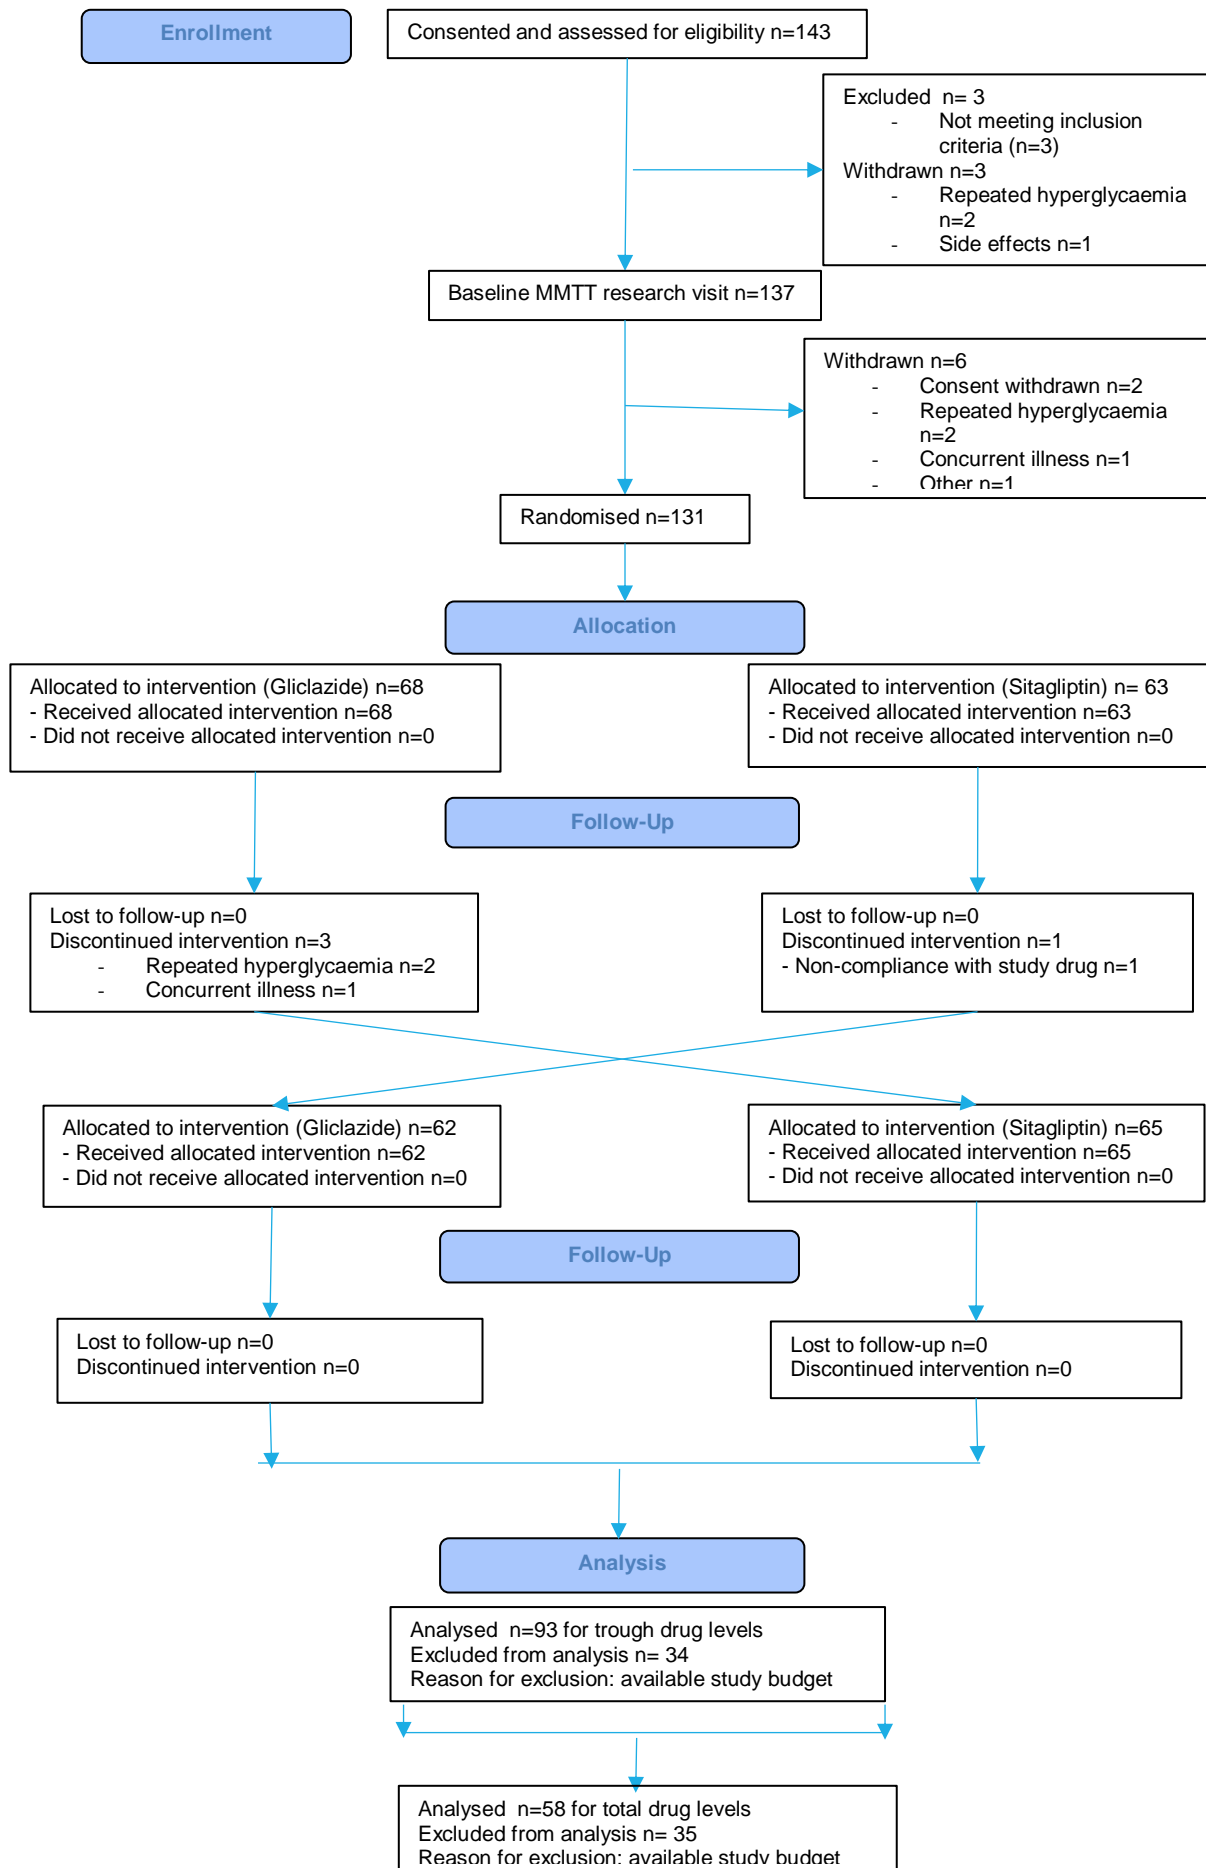 Enrollment
Consented and assessed for eligibility n=143
Excluded n= 3
- Not meeting inclusion
criteria (n=3)
Withdrawn n=3
- Repeated hyperglycaemia
n=2
- Side effects n=1
Baseline MMTT research visit n=137
Withdrawn n=6
- Consent withdrawn n=2
- Repeated hyperglycaemia
n=2
- Concurrent illness n=1
- Other n=1
Randomised n=131
Allocation
Allocated to intervention (Gliclazide) n=68
- Received allocated intervention n=68
- Did not receive allocated intervention n=0
Allocated to intervention (Sitagliptin) n= 63
- Received allocated intervention n=63
- Did not receive allocated intervention n=0
Follow-Up
Lost to follow-up n=0
Discontinued intervention n=3
- Repeated hyperglycaemia n=2
- Concurrent illness n=1
Lost to follow-up n=0
Discontinued intervention n=1
- Non-compliance with study drug n=1
Allocated to intervention (Gliclazide) n=62
- Received allocated intervention n=62
- Did not receive allocated intervention n=0
Allocated to intervention (Sitagliptin) n=65
- Received allocated intervention n=65
- Did not receive allocated intervention n=0
Follow-Up
Lost to follow-up n=0
Discontinued intervention n=0
Lost to follow-up n=0
Discontinued intervention n=0
Analysis
Analysed n=93 for trough drug levels
Excluded from analysis n= 34
Reason for exclusion: available study budget
Analysed n=58 for total drug levels
Excluded from analysis n= 35
Reason for exclusion: available study budget